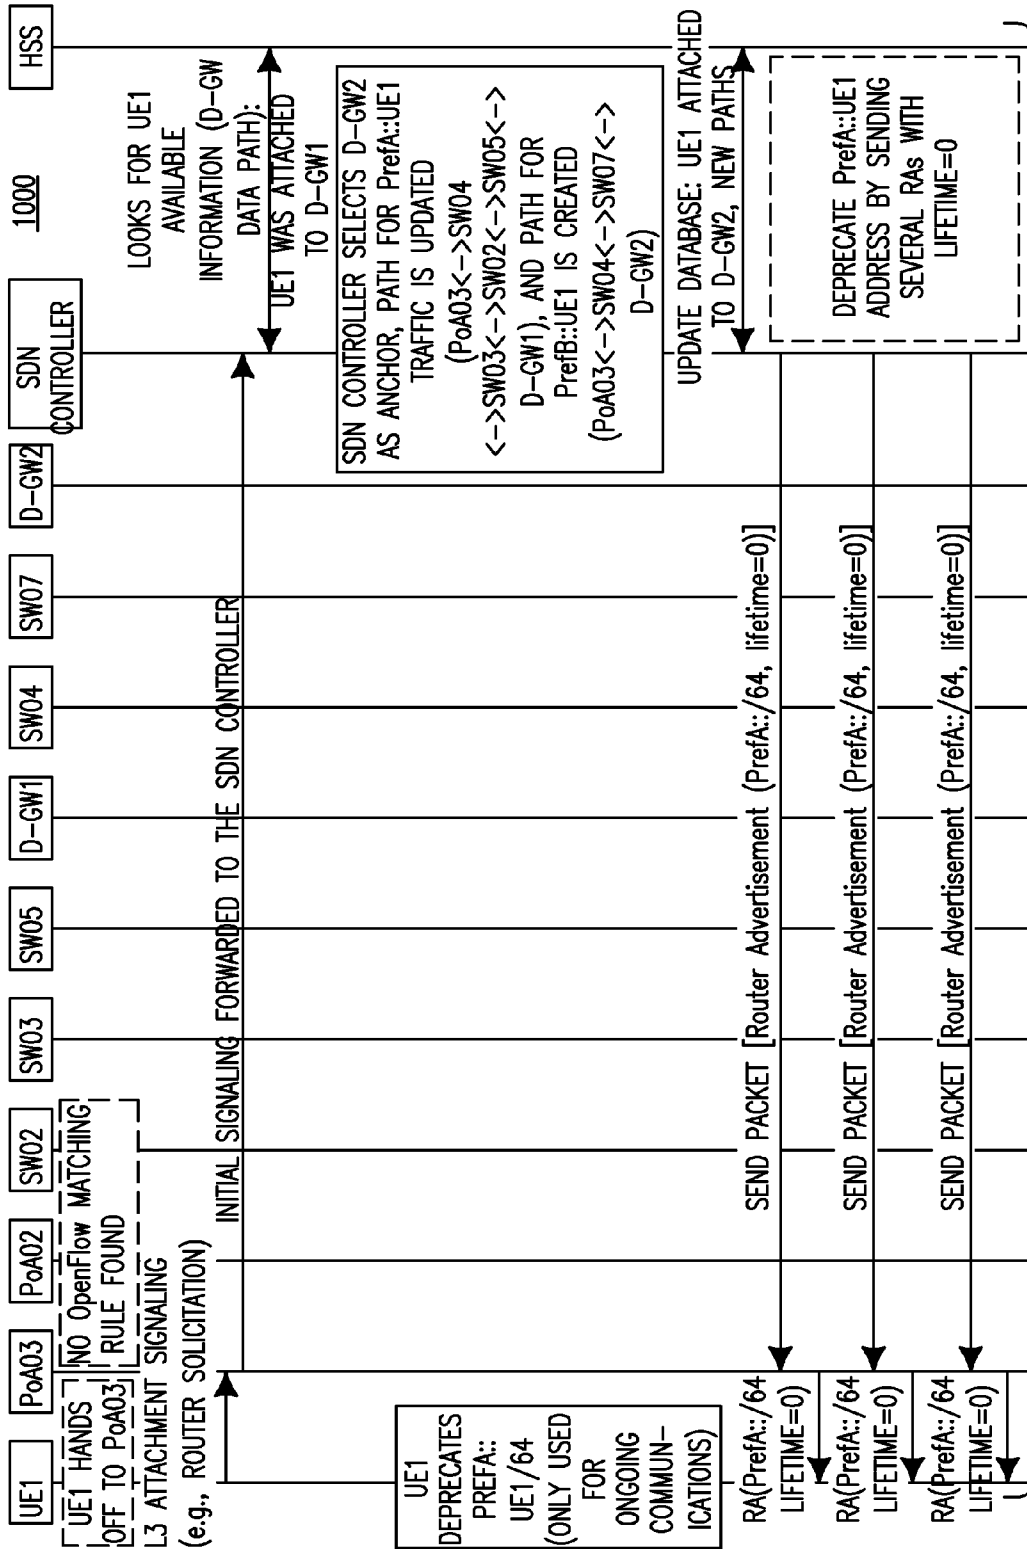 1000
UE1
PoA03
PoA02
SW02
SW03
SW05
D-GW1
SW04
SW07
D-GW2
SDN
CONTROLLER
HSS
UE1 HANDS
OFF TO PoA03
NO OpenFlow MATCHING
RULE FOUND
L3 ATTACHMENT SIGNALING
(e.g., ROUTER SOLICITATION)
INITIAL SIGNALING FORWARDED TO THE SDN CONTROLLER
LOOKS FOR UE1
AVAILABLE
INFORMATION (D-GW
DATA PATH):
UE1 WAS ATTACHED
TO D-GW1
SDN CONTROLLER SELECTS D-GW2
AS ANCHOR, PATH FOR PrefA::UE1
TRAFFIC IS UPDATED
(PoA03<->SW04
<->SW03<->SW02<->SW05<->
D-GW1), AND PATH FOR
PrefB::UE1 IS CREATED
(PoA03<->SW04<->SW07<->
D-GW2)
UPDATE DATABASE: UE1 ATTACHED
TO D-GW2, NEW PATHS
UE1
DEPRECATES
PREFA::
UE1/64
(ONLY USED
FOR
ONGOING
COMMUN-
ICATIONS)
DEPRECATE PrefA::UE1
ADDRESS BY SENDING
SEVERAL RAs WITH
LIFETIME=0
SEND PACKET [Router Advertisement (PrefA::/64, lifetime=0)]
RA(PrefA::/64
LIFETIME=0)
SEND PACKET [Router Advertisement (PrefA::/64, lifetime=0)]
RA(PrefA::/64
LIFETIME=0)
SEND PACKET [Router Advertisement (PrefA::/64, lifetime=0)]
RA(PrefA::/64
LIFETIME=0)